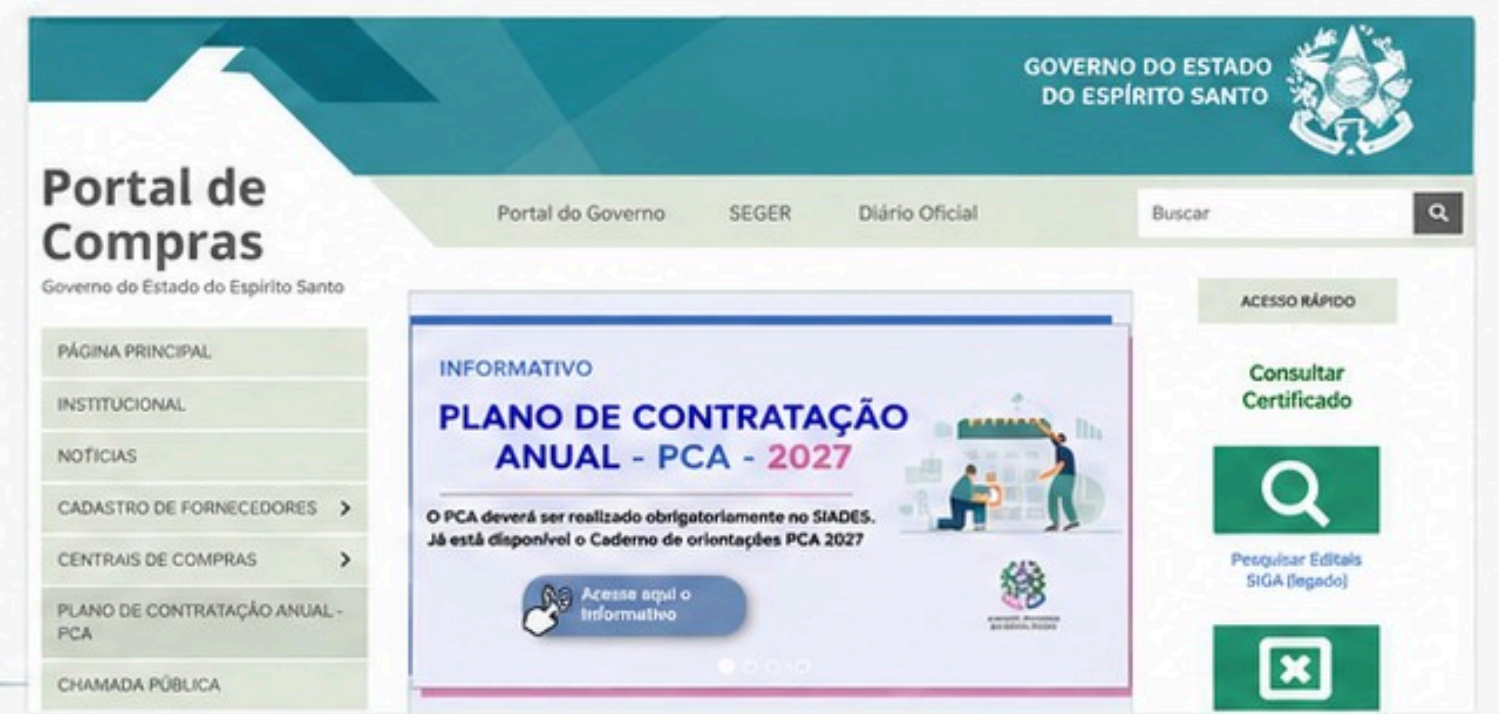 GOVERNO DO ESTADO
DO ESPÍRITO SANTO
Portal de
Compras
Governo do Estado do Espírito Santo
Portal do Governo
SEGER
Diário Oficial
Buscar
PÁGINA PRINCIPAL
INSTITUCIONAL
NOTÍCIAS
CADASTRO DE FORNECEDORES
CENTRAIS DE COMPRAS
PLANO DE CONTRATAÇÃO ANUAL -
PCA
CHAMADA PÚBLICA
INFORMATIVO
PLANO DE CONTRATAÇÃO
ANUAL - PCA - 2027
O PCA deverá ser realizado obrigatoriamente no SIADES.
Já está disponível o Caderno de orientações PCA 2027
Acesse aqui o
Informativo
ACESSO RÁPIDO
Consultar
Certificado
Pesquisar Editais
SIGA (legado)